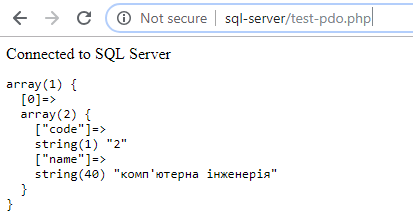 Not secure | sql-server/test-pdo.php
Connected to SQL Server
array(1) {
  [0]=>
  array(2) {
    ["code"]=>
    string(1) "2"
    ["name"]=>
    string(40) "комп'ютерна інженерія"
  }
}